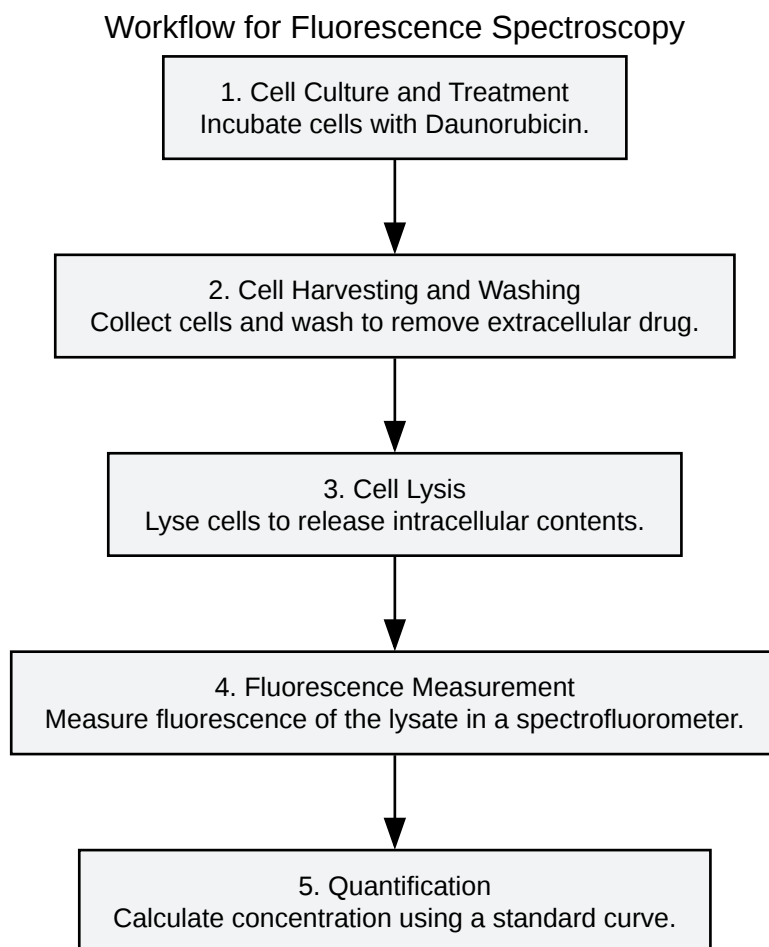 Workflow for Fluorescence Spectroscopy
1. Cell Culture and Treatment
Incubate cells with Daunorubicin.
2. Cell Harvesting and Washing
Collect cells and wash to remove extracellular drug.
3. Cell Lysis
Lyse cells to release intracellular contents.
4. Fluorescence Measurement
Measure fluorescence of the lysate in a spectrofluorometer.
5. Quantification
Calculate concentration using a standard curve.